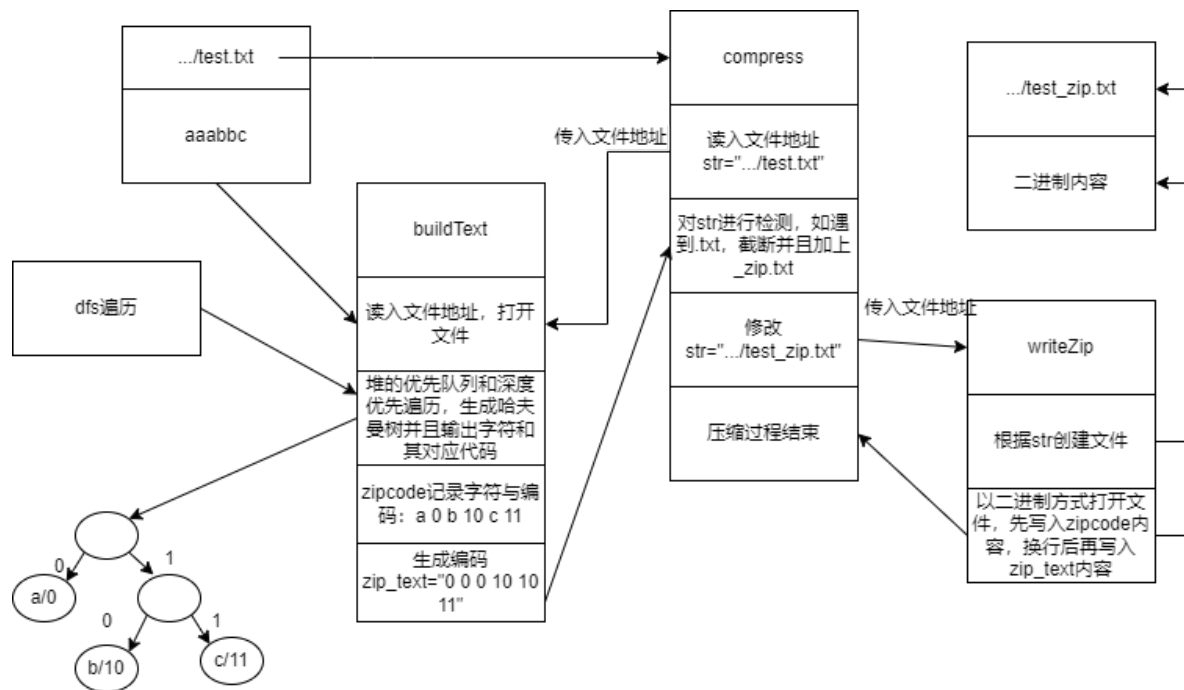 .../test.txt
aaabbc
compress
传入文件地址
读入文件地址
str=".../test.txt"
对str进行检测，如遇
到.txt，截断并且加上
_zip.txt
修改
str=".../test_zip.txt"
压缩过程结束
.../test_zip.txt
二进制内容
buildText
读入文件地址，打开
文件
堆的优先队列和深度
优先遍历，生成哈夫
曼树并且输出字符和
其对应代码
zipcode记录字符与编
码：a 0 b 10 c 11
生成编码
zip_text="0 0 0 10 10
11"
dfs遍历
传入文件地址
writeZip
根据str创建文件
以二进制方式打开文
件，先写入zipcode内
容，换行后再写入
zip_text内容
0
1
a/0
0
1
b/10
c/11